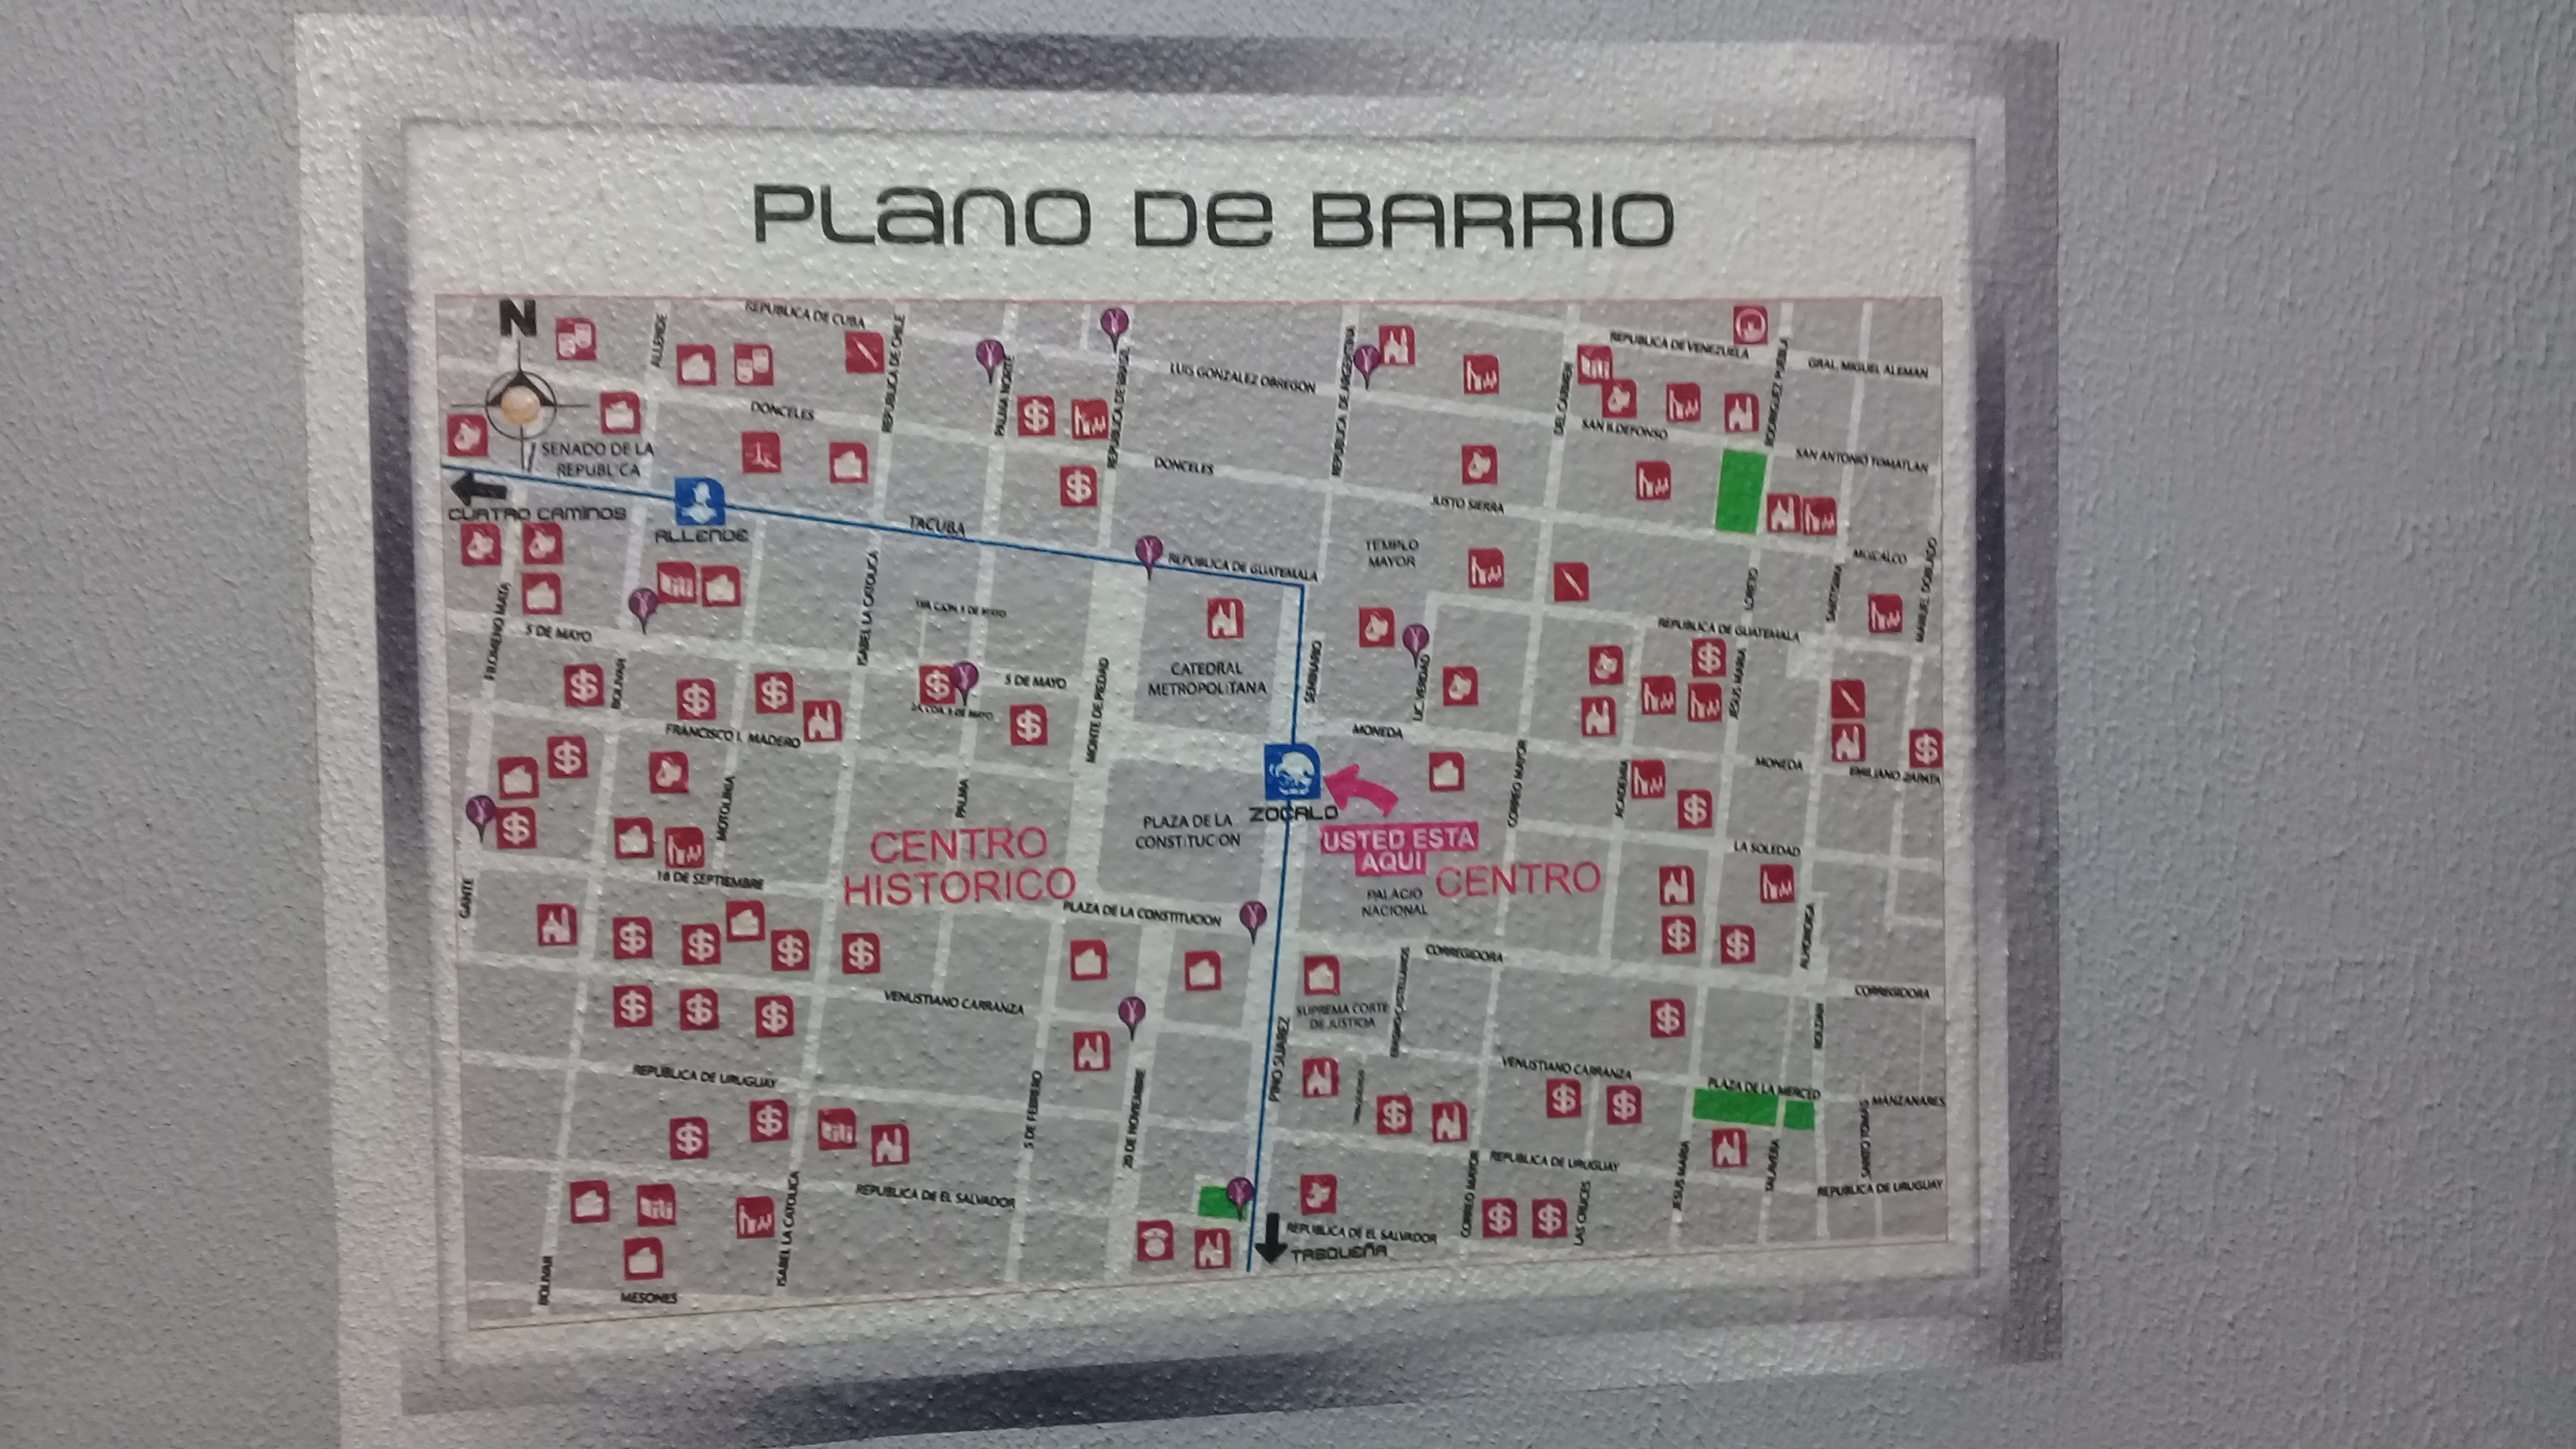 PLANO DE BARRIO
N
REPUBLICA DE CUBA
ALLENDE
REPUBLICA DE CHILE
PALMA NORTE
REPUBLICA DE BRASIL
LUIS GONZALEZ OBREGON
REPUBLICA DE ARGENTINA
DEL CARMEN
REPUBLICA DE VENEZUELA
RODRIGUEZ PUEBLA
GRAL. MIGUEL ALEMAN
DONCELES
SENADO DE LA
REPUBLICA
DONCELES
SAN ILDEFONSO
SAN ANTONIO TOMATLAN
JUSTO SIERRA
CUATRO CAMINOS
ALLENDE
TACUBA
REPUBLICA DE GUATEMALA
TEMPLO
MAYOR
MIXCALCO
LORETO
MANUEL DOBLADO
FILOMENO MATA
5 DE MAYO
BOLIVAR
ISABEL LA CATOLICA
5 DE MAYO
MONTE DE PIEDAD
CATEDRAL
METROPOLITANA
SEMINARIO
LIC. VERDAD
REPUBLICA DE GUATEMALA
JESUS MARIA
FRANCISCO I. MADERO
MOTOLINIA
PALMA
MONEDA
CORREO MAYOR
ACADEMIA
MONEDA
EMILIANO ZAPATA
ZOCALO
PLAZA DE LA
CONSTITUCION
USTED ESTA
AQUI
CENTRO
HISTORICO
CENTRO
PALACIO
NACIONAL
LA SOLEDAD
GANTE
16 DE SEPTIEMBRE
PLAZA DE LA CONSTITUCION
ALHONDIGA
CORREGIDORA
CORREGIDORA
VENUSTIANO CARRANZA
SUPREMA CORTE
DE JUSTICIA
ERASMO CASTELLANOS
ROLDAN
PINO SUAREZ
VENUSTIANO CARRANZA
REPUBLICA DE URUGUAY
5 DE FEBRERO
20 DE NOVIEMBRE
PLAZA DE LA MERCED
MANZANARES
SANTO TOMAS
REPUBLICA DE URUGUAY
JESUS MARIA
TALAVERA
REPUBLICA DE URUGUAY
REPUBLICA DE EL SALVADOR
CORREO MAYOR
LAS CRUCES
REPUBLICA DE EL SALVADOR
TASQUEÑA
ISABEL LA CATOLICA
BOLIVAR
MESONES